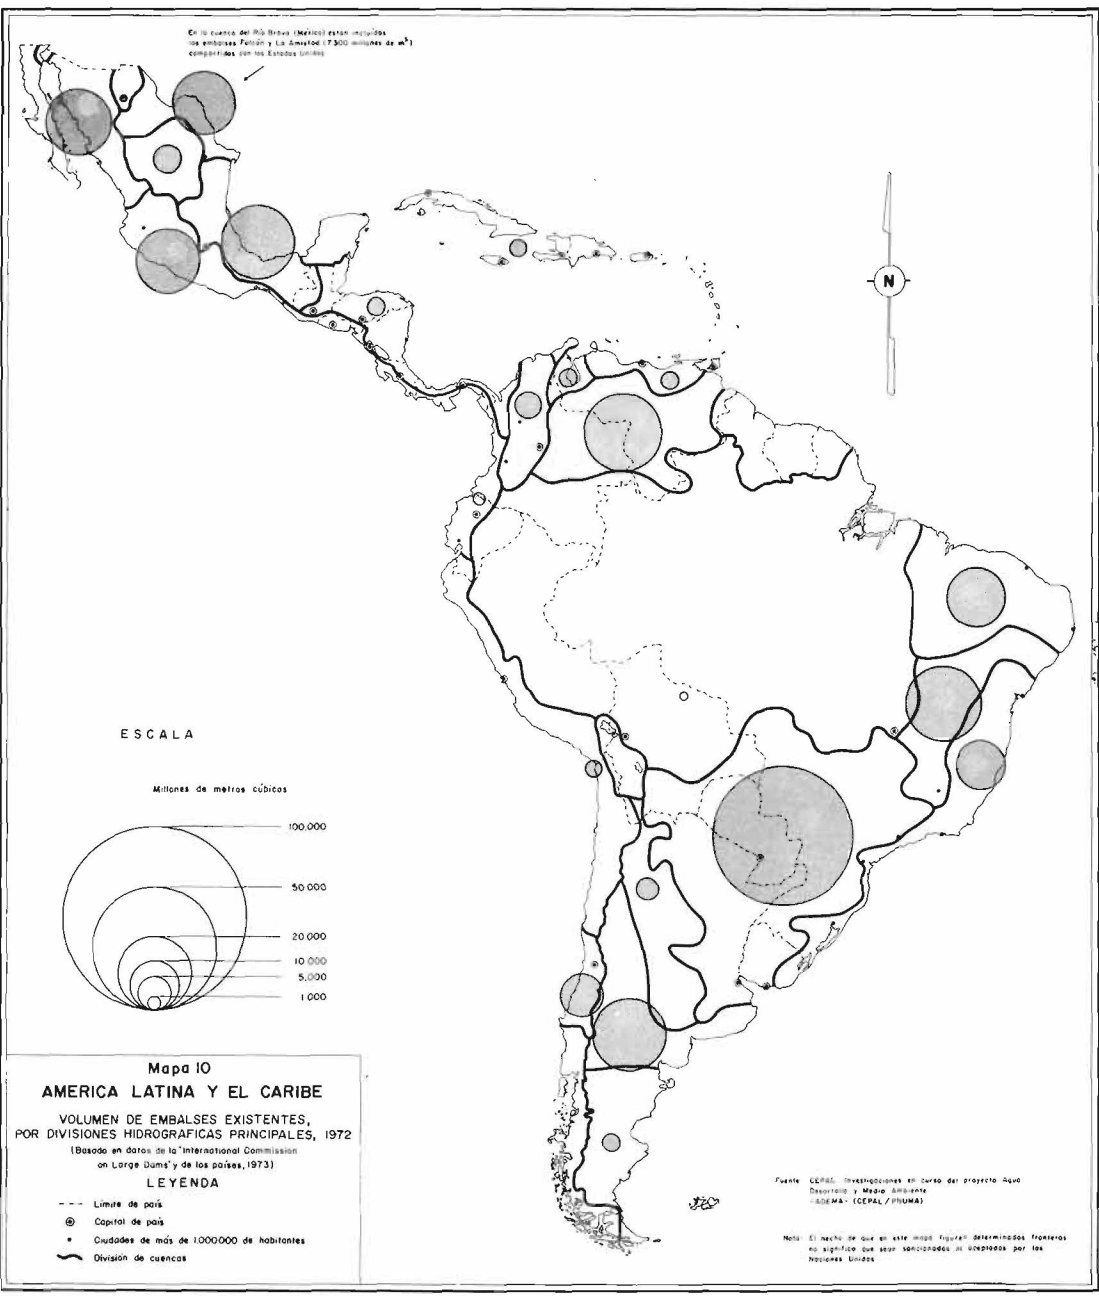 En la cuenca del Río Bravo (México) están incluídos
los embalses Falcón y La Amistad (7300 millones de m³)
compartidos con los Estados Unidos
N
ESCALA
Millones de metros cúbicos
100,000
50 000
20 000
10 000
5,000
1 000
Mapa 10
AMERICA LATINA Y EL CARIBE
VOLUMEN DE EMBALSES EXISTENTES,
POR DIVISIONES HIDROGRAFICAS PRINCIPALES, 1972
(Basado en datos de la "International Commission
on Large Dams" y de los países, 1973)
LEYENDA
Límite de país
Capital de país
Ciudades de más de 1.000000 de habitantes
División de cuencas
Fuente CEPAL, Investigaciones en curso del proyecto Agua
Desarrollo y Medio Ambiente
-ADEMA- (CEPAL/PNUMA)
Nota: El hecho de que en este mapa figuren determinadas fronteras
no significa que sean sancionadas ni aceptadas por las
Naciones Unidas